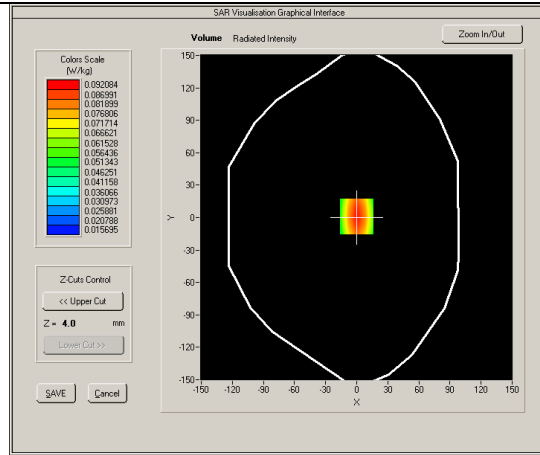 SAR Visualisation Graphical Interface
Volume Radiated Intensity
Zoom In/Out
Colors Scale
(W/kg)
0.092084
0.086991
0.081899
0.076806
0.071714
0.066621
0.061528
0.056436
0.051343
0.046251
0.041158
0.036066
0.030973
0.025881
0.020788
0.015695
Z-Cuts Control
<< Upper Cut
Z = 4.0 mm
Lower Cut >>
SAVE Cancel
150-
120-
90-
60-
30-
0-
-30-
-60-
-90-
-120-
-150-
Y
-150 -120 -90 -60 -30 0 30 60 90 120 150
X